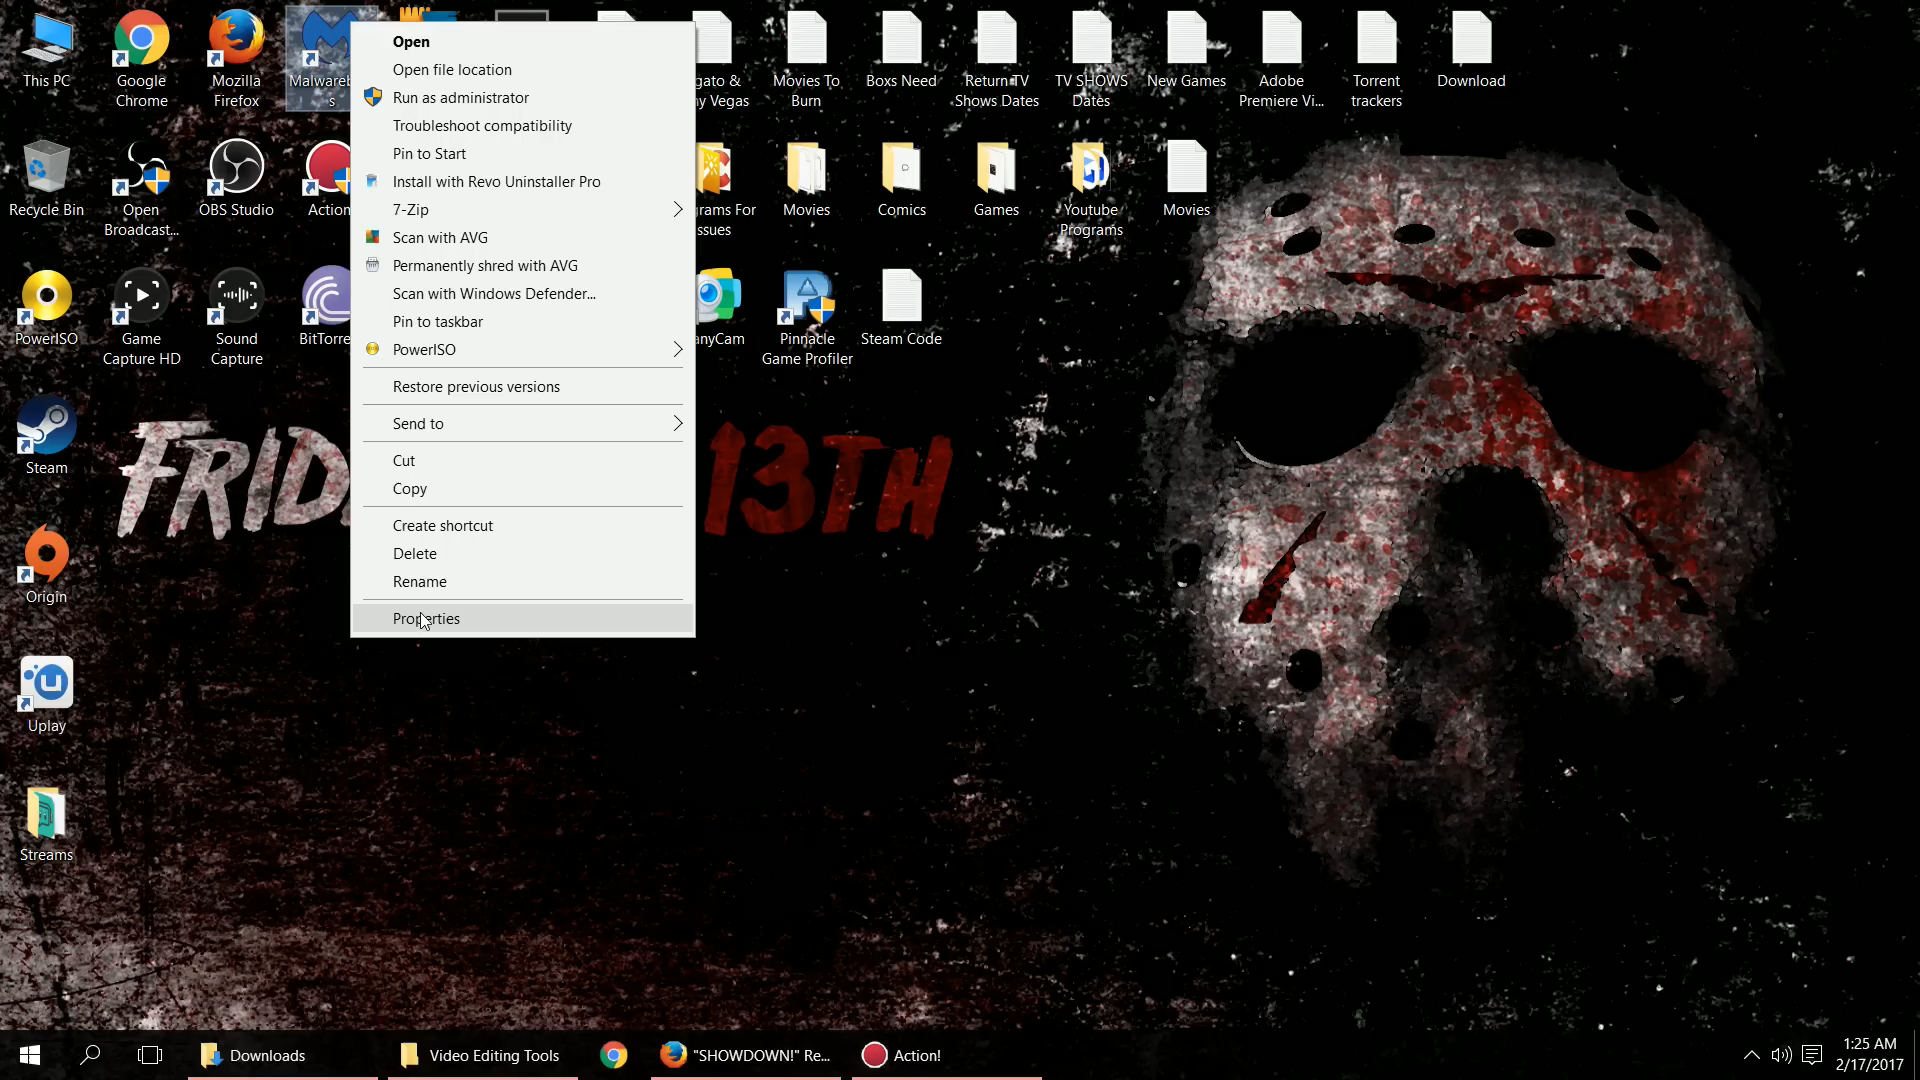 This PC
Google
Chrome
Mozilla
Firefox
Malwareb
s
gato &
y Vegas
Movies To
Burn
Boxs Need
Return TV
Shows Dates
TV SHOWS
Dates
New Games
Adobe
Premiere Vi...
Torrent
trackers
Download
Open
Open file location
Run as administrator
Troubleshoot compatibility
Pin to Start
Install with Revo Uninstaller Pro
7-Zip
Scan with AVG
Permanently shred with AVG
Scan with Windows Defender...
Pin to taskbar
PowerISO
Restore previous versions
Send to
Cut
Copy
Create shortcut
Delete
Rename
Properties
Recycle Bin
Open
Broadcast...
OBS Studio
Action
rams For
ssues
Movies
Comics
Games
Youtube
Programs
Movies
PowerISO
Game
Capture HD
Sound
Capture
BitTorre
anyCam
Pinnacle
Game Profiler
Steam Code
Steam
FRID
13TH
Origin
Uplay
Streams
Downloads
Video Editing Tools
"SHOWDOWN!" Re...
Action!
1:25 AM
2/17/2017